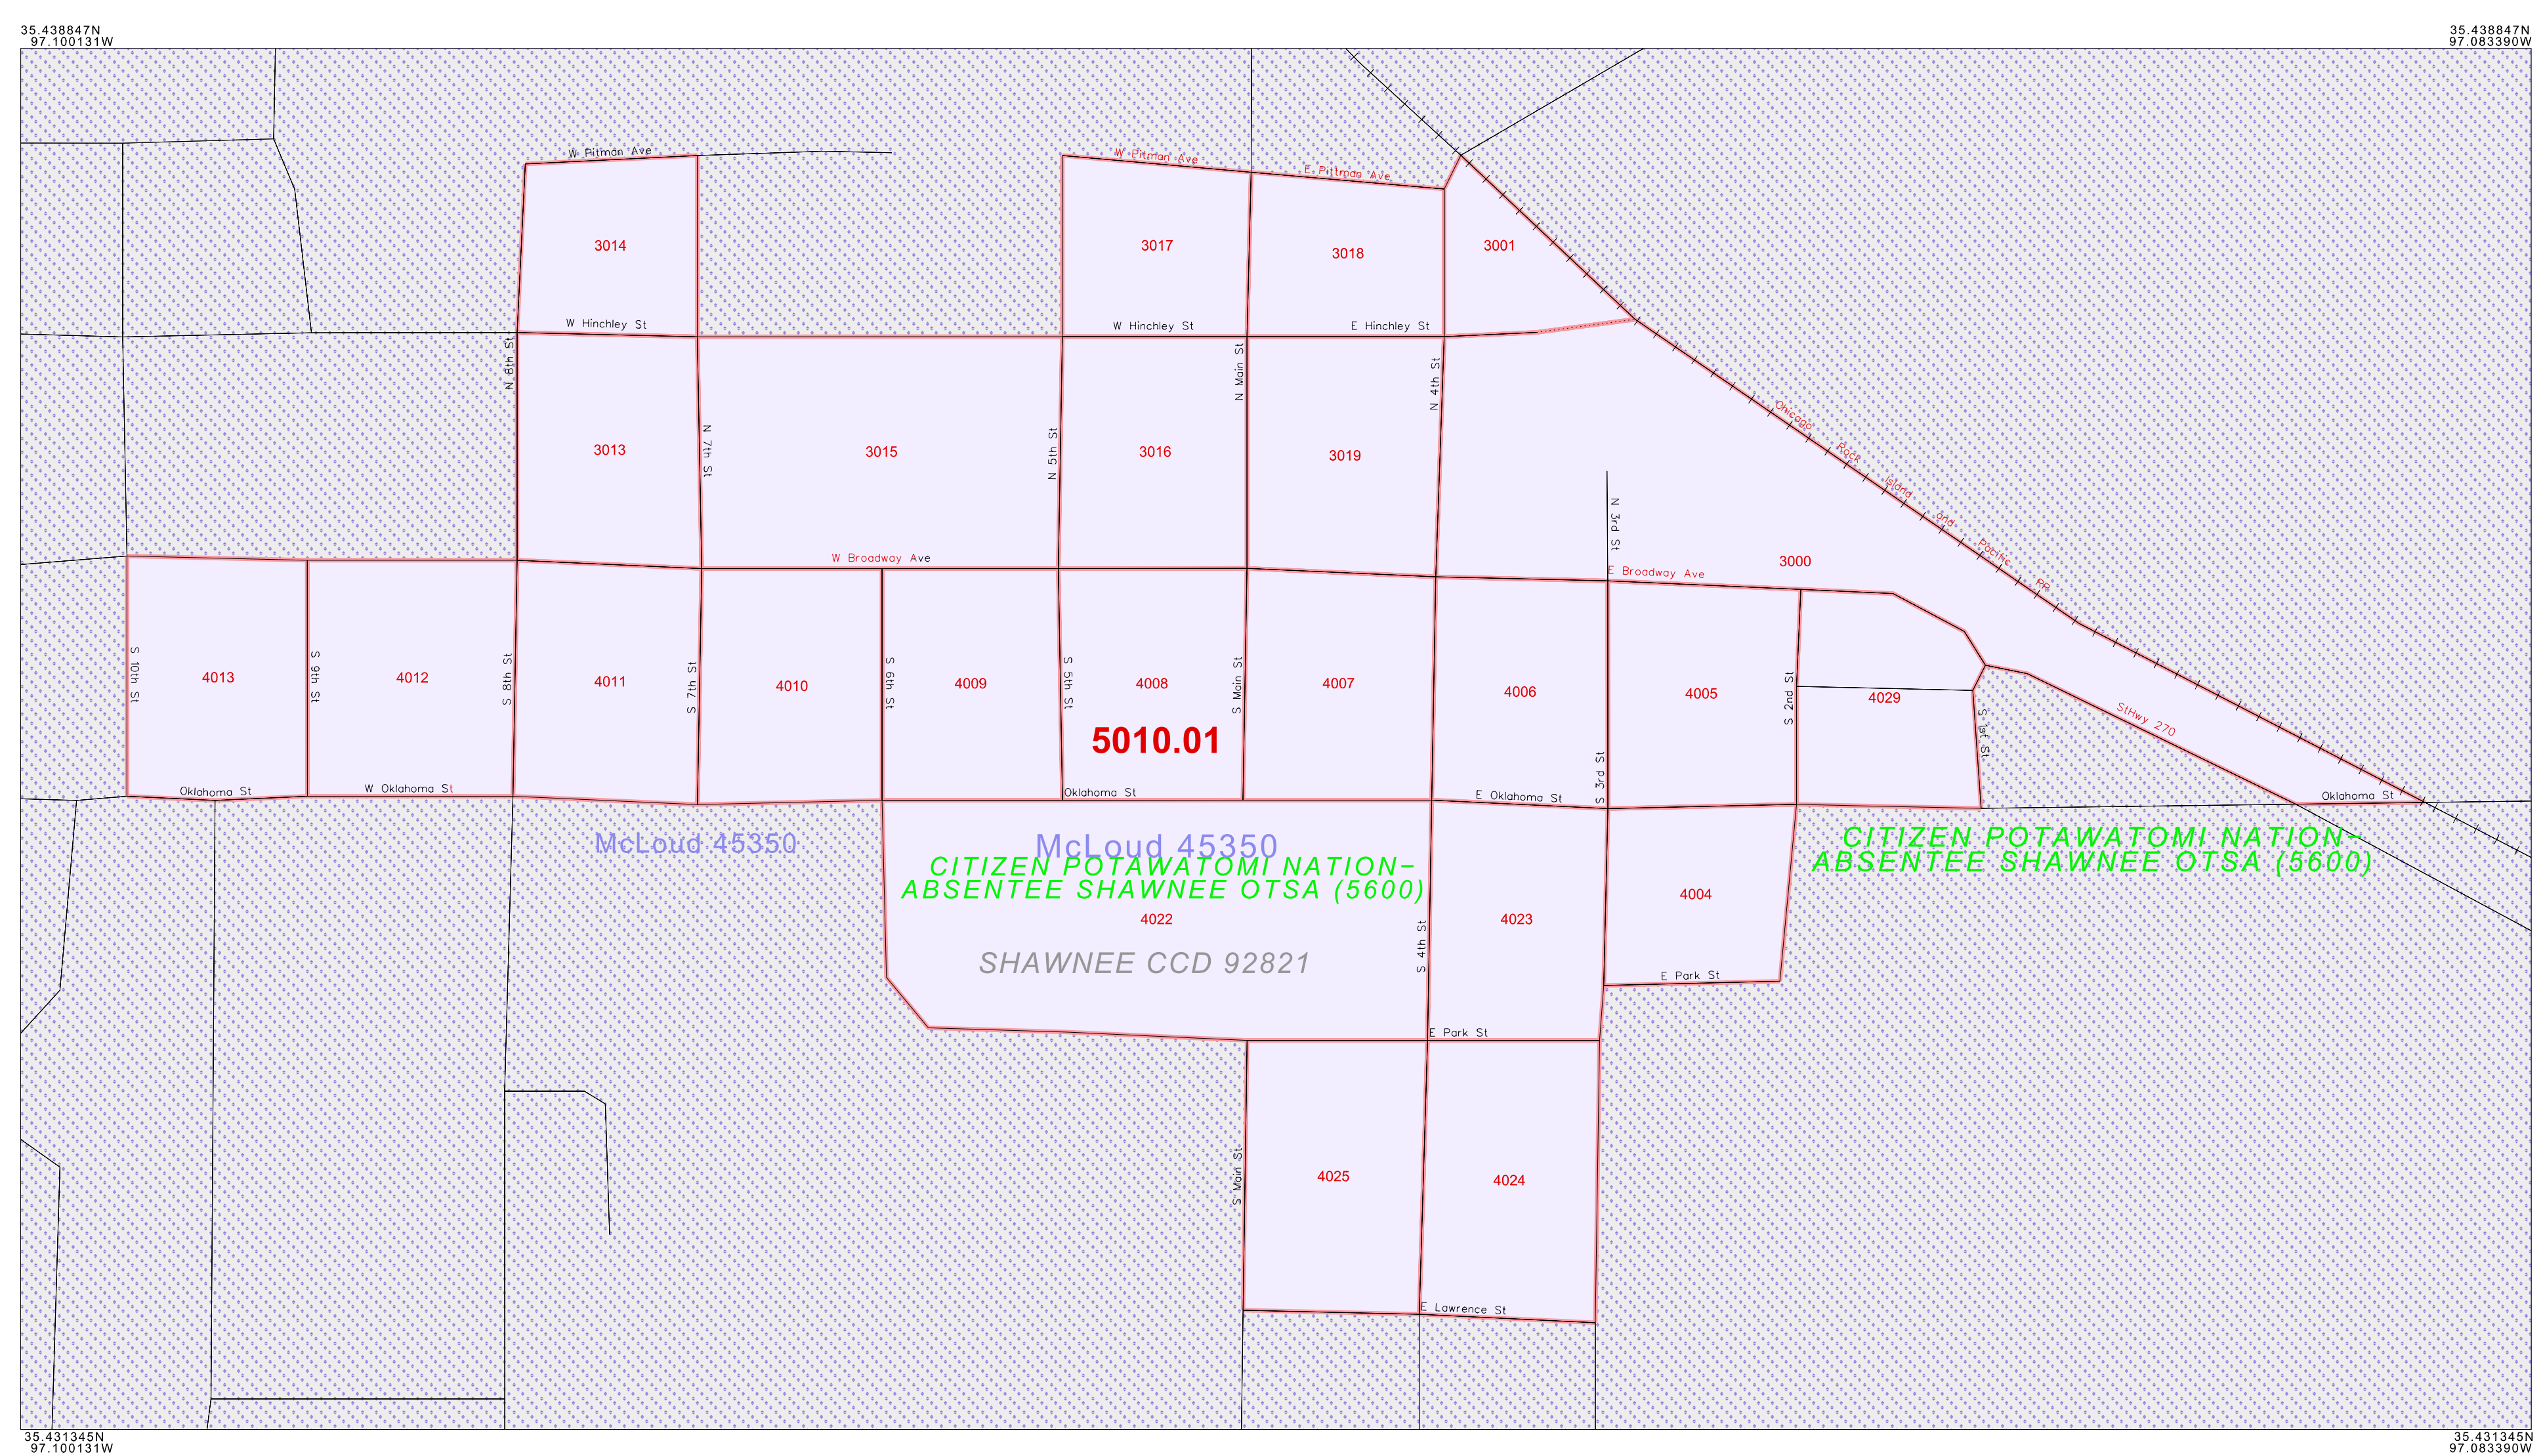 35.438847N
97.100131W
35.438847N
97.083390W
W Pitman Ave
W Pitman Ave
E Pittman Ave
3014
3017
3018
3001
W Hinchley St
W Hinchley St
E Hinchley St
N 8th St
N Main St
N 4th St
N 7th St
N 5th St
3013
3015
3016
3019
Chicago Rock Island and Pacific RR
N 3rd St
W Broadway Ave
E Broadway Ave
3000
S 10th St
S 9th St
S 8th St
S 7th St
S 6th St
S 5th St
S Main St
S 2nd St
S 1st St
4013
4012
4011
4010
4009
4008
4007
4006
4005
4029
StHwy 270
5010.01
S 3rd St
Oklahoma St
W Oklahoma St
Oklahoma St
E Oklahoma St
Oklahoma St
McLoud 45350
McLoud 45350
CITIZEN POTAWATOMI NATION-
ABSENTEE SHAWNEE OTSA (5600)
CITIZEN POTAWATOMI NATION-
ABSENTEE SHAWNEE OTSA (5600)
4022
4023
4004
S 4th St
SHAWNEE CCD 92821
E Park St
E Park St
S Main St
4025
4024
E Lawrence St
35.431345N
97.100131W
35.431345N
97.083390W